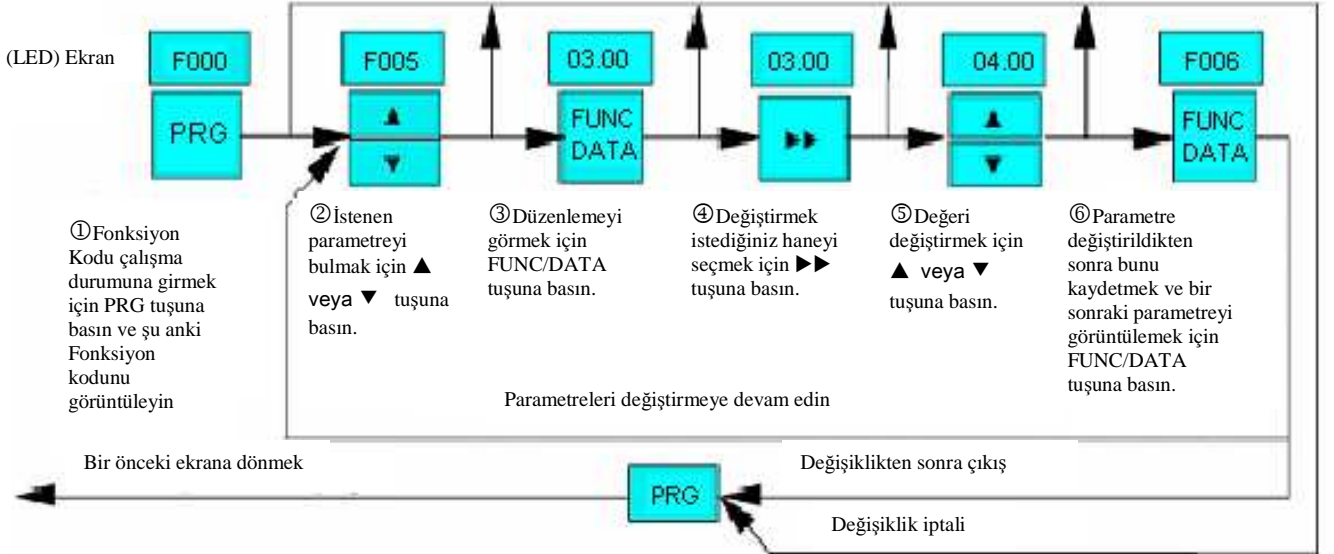 (LED) Ekran
F000
F005
03.00
03.00
04.00
F006
PRG
▲
▼
FUNC
DATA
▶▶
▲
▼
FUNC
DATA
①Fonksiyon
Kodu çalışma
durumuna girmek
için PRG tuşuna
basın ve şu anki
Fonksiyon
kodunu
görüntüleyin
②İstenen
parametreyi
bulmak için ▲
veya ▼ tuşuna
basın.
③Düzenlemeyi
görmek için
FUNC/DATA
tuşuna basın.
④Değiştirmek
istediğiniz haneyi
seçmek için ▶▶
tuşuna basın.
⑤Değeri
değiştirmek için
▲ veya ▼
tuşuna basın.
⑥Parametre
değiştirildikten
sonra bunu
kaydetmek ve bir
sonraki parametreyi
görüntülemek için
FUNC/DATA
tuşuna basın.
Parametreleri değiştirmeye devam edin
Bir önceki ekrana dönmek
Değişiklikten sonra çıkış
PRG
Değişiklik iptali